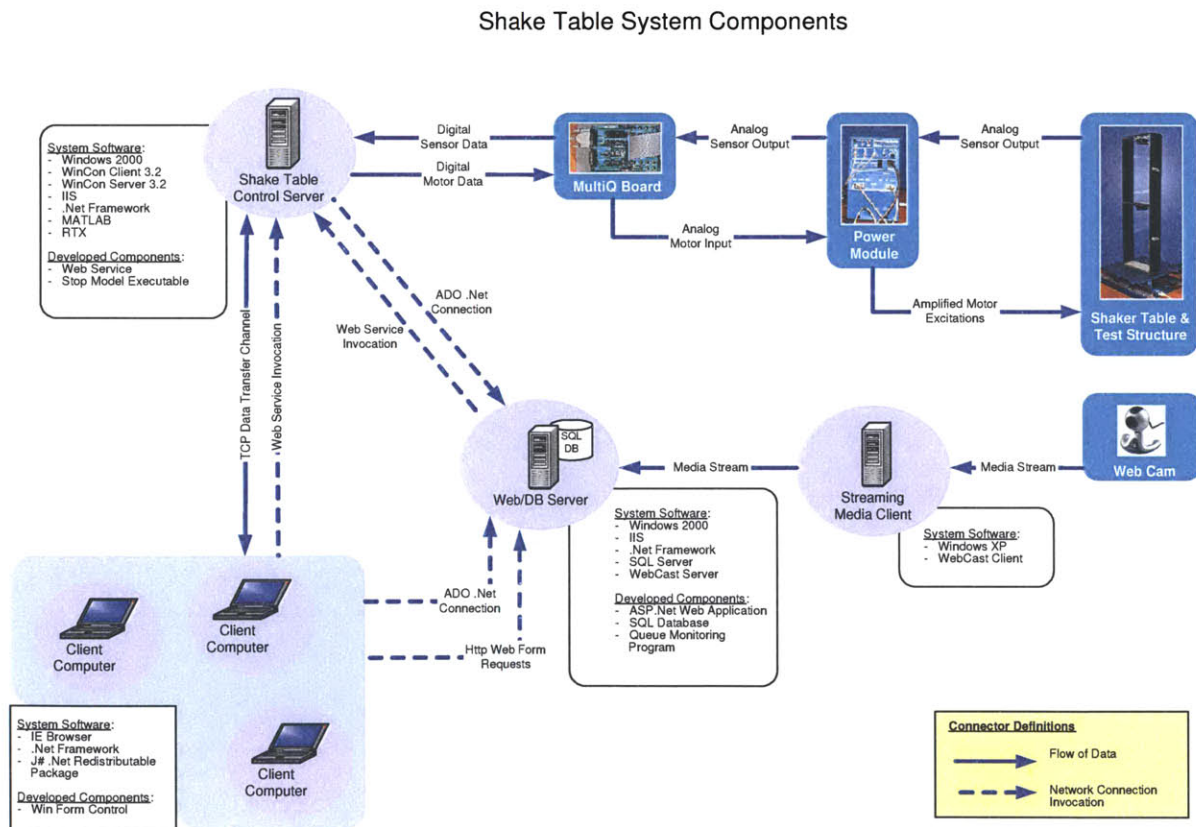 Shake Table System Components
System Software:
- Windows 2000
- WinCon Client 3.2
- WinCon Server 3.2
- IIS
- .Net Framework
- MATLAB
- RTX
Developed Components:
- Web Service
- Stop Model Executable
Shake Table
Control Server
Digital
Sensor Data
Digital
Motor Data
MultiQ Board
Analog
Sensor Output
Analog
Motor Input
Power
Module
Analog
Sensor Output
Amplified Motor
Excitations
Shaker Table &
Test Structure
TCP Data Transfer Channel
Web Service Invocation
ADO .Net
Connection
Web Service
Invocation
SQL
DB
Web/DB Server
Media Stream
Streaming
Media Client
Media Stream
Web Cam
System Software:
- Windows 2000
- IIS
- .Net Framework
- SQL Server
- WebCast Server
Developed Components:
- ASP.Net Web Application
- SQL Database
- Queue Monitoring
Program
System Software:
- Windows XP
- WebCast Client
Client
Computer
Client
Computer
Client
Computer
ADO .Net
Connection
Http Web Form
Requests
System Software:
- IE Browser
- .Net Framework
- J# .Net Redistributable
Package
Developed Components:
- Win Form Control
Connector Definitions
Flow of Data
Network Connection
Invocation